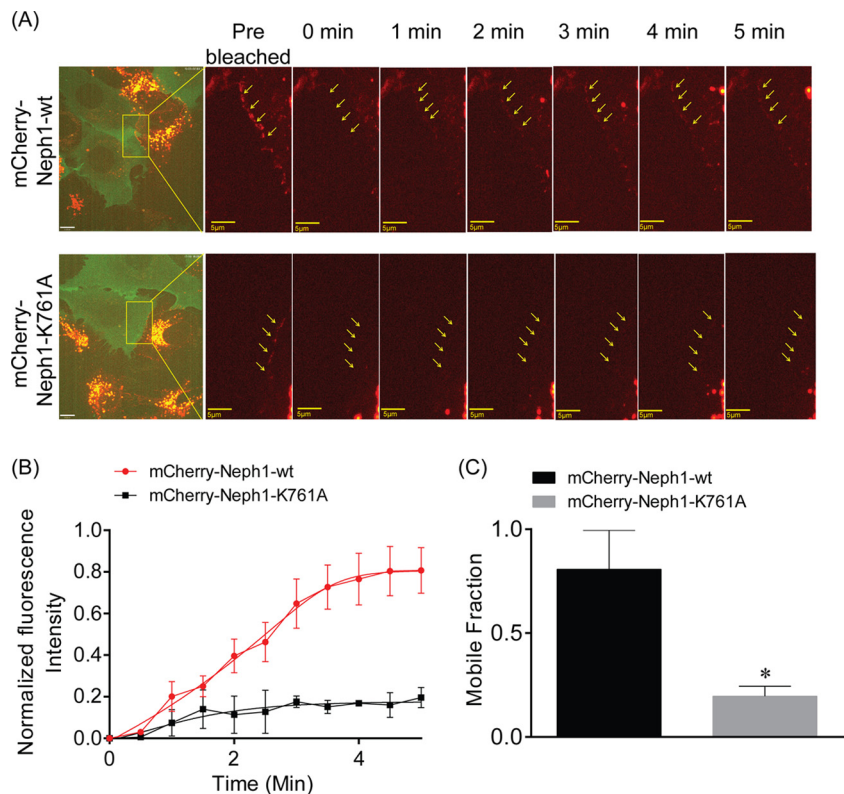 (A)
Pre bleached 0 min 1 min 2 min 3 min 4 min 5 min
mCherry-
Neph1-wt
5µm 5µm 5µm 5µm 5µm 5µm 5µm
mCherry-
Neph1-K761A
5µm 5µm 5µm 5µm 5µm 5µm 5µm
(B)
mCherry-Neph1-wt
mCherry-Neph1-K761A
Normalized fluorescence
Intensity
1.0
0.8
0.6
0.4
0.2
0.0
0 2 4
Time (Min)
(C)
mCherry-Neph1-wt
mCherry-Neph1-K761A
Mobile Fraction
1.0
0.5
0.0
*